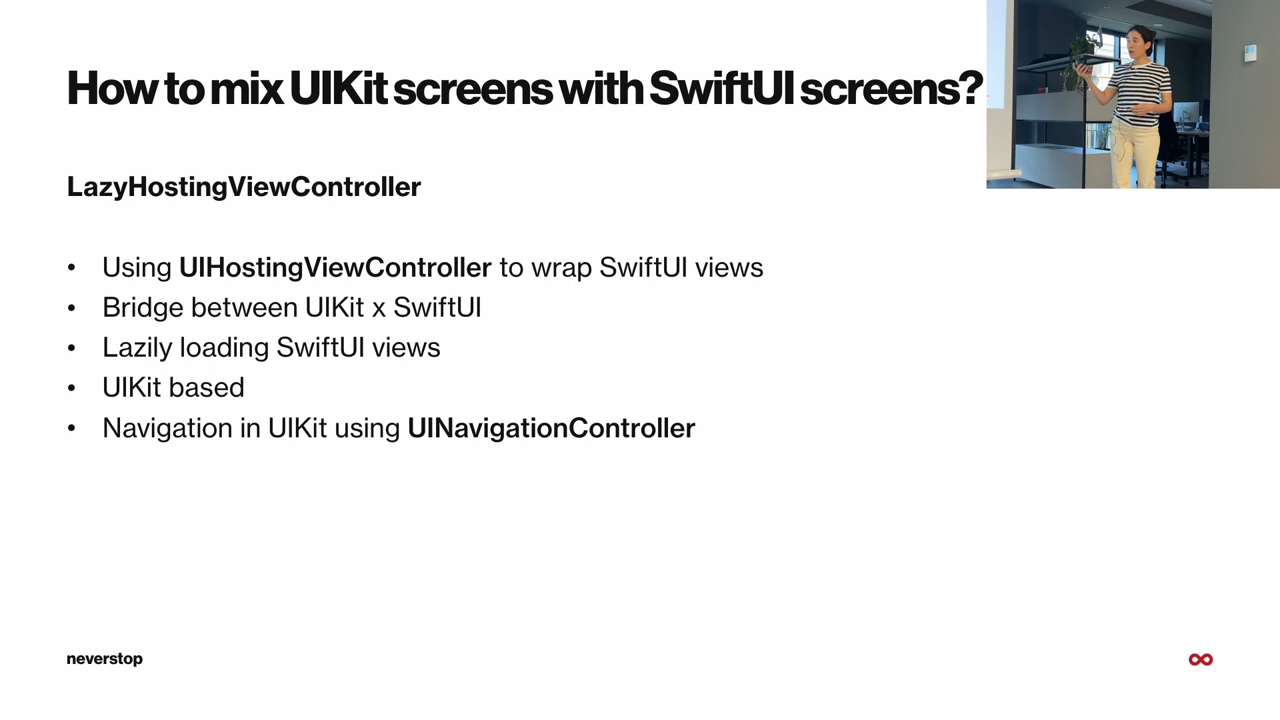 How to mix UIKit screens with SwiftUI screens?
LazyHostingViewController
• Using UIHostingViewController to wrap SwiftUI views
• Bridge between UIKit x SwiftUI
• Lazily loading SwiftUI views
• UIKit based
• Navigation in UIKit using UINavigationController
neverstop